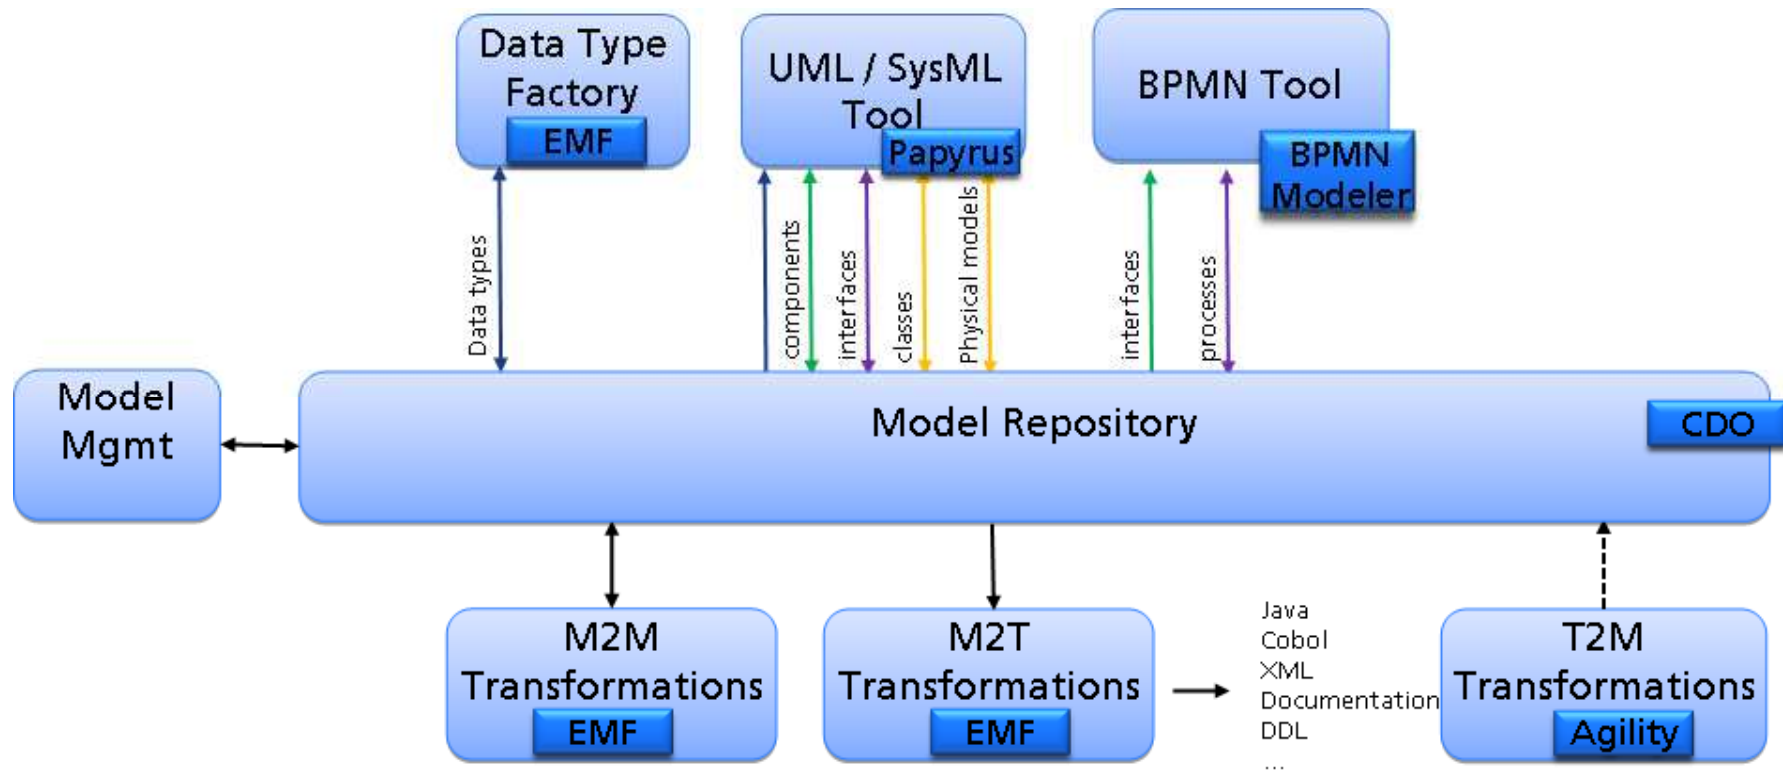 Data Type
Factory
EMF
UML / SysML
Tool
Papyrus
BPMN Tool
BPMN
Modeler
Data types
components
interfaces
classes
Physical models
interfaces
processes
Model
Mgmt
Model Repository
CDO
M2M
Transformations
EMF
M2T
Transformations
EMF
Java
Cobol
XML
Documentation
DDL
...
T2M
Transformations
Agility